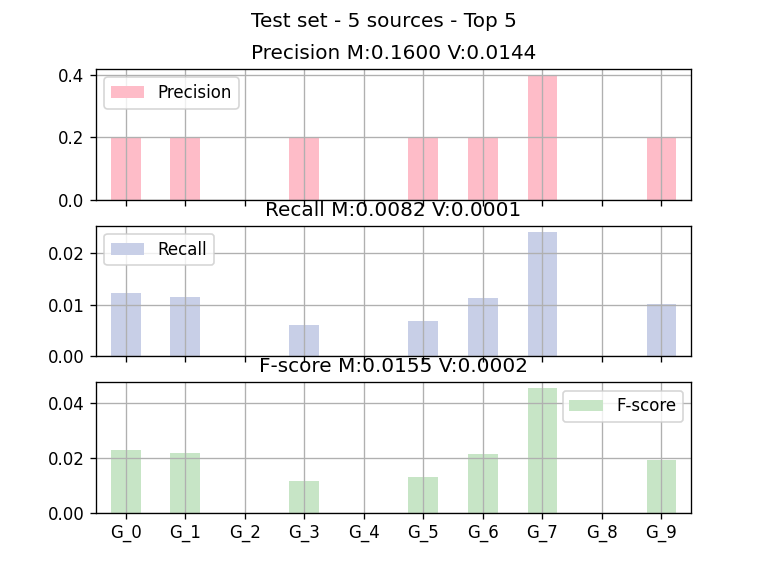 Test set - 5 sources - Top 5
Precision M:0.1600 V:0.0144
0.4
0.2
0.0
Precision
Recall M:0.0082 V:0.0001
0.02
0.01
0.00
Recall
F-score M:0.0155 V:0.0002
0.04
0.02
0.00
F-score
G_0 G_1 G_2 G_3 G_4 G_5 G_6 G_7 G_8 G_9